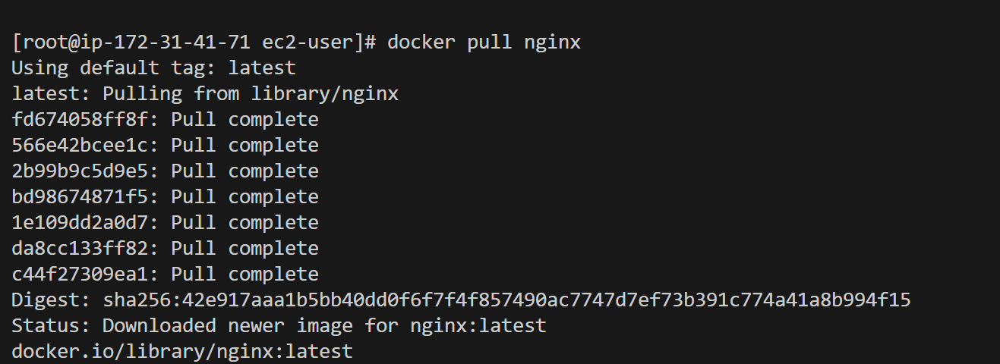 [root@ip-172-31-41-71 ec2-user]# docker pull nginx
Using default tag: latest
latest: Pulling from library/nginx
fd674058ff8f: Pull complete
566e42bcee1c: Pull complete
2b99b9c5d9e5: Pull complete
bd98674871f5: Pull complete
1e109dd2a0d7: Pull complete
da8cc133ff82: Pull complete
c44f27309ea1: Pull complete
Digest: sha256:42e917aaa1b5bb40dd0f6f7f4f857490ac7747d7ef73b391c774a41a8b994f15
Status: Downloaded newer image for nginx:latest
docker.io/library/nginx:latest